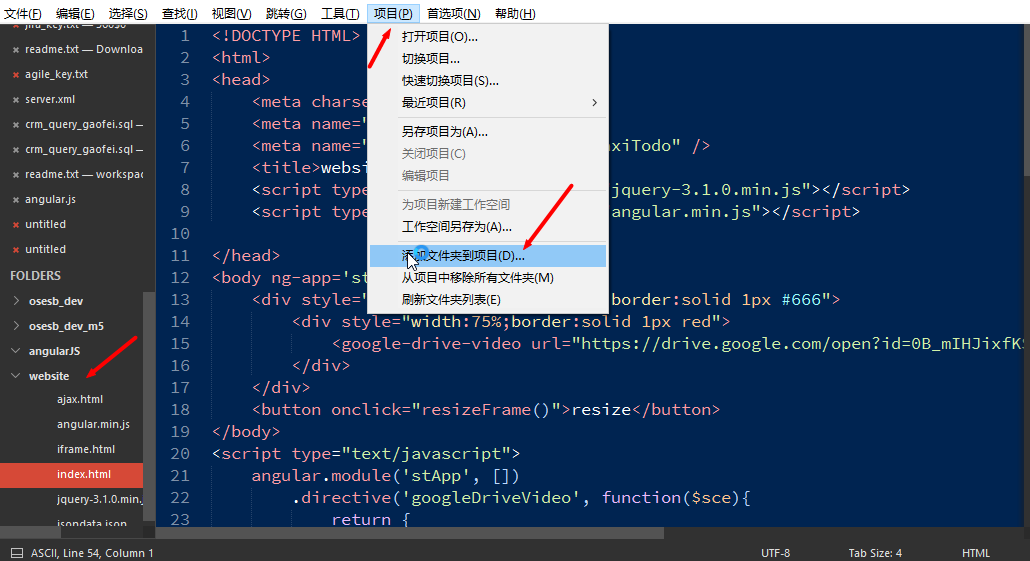 文件(F) 编辑(E) 选择(S) 查找(I) 视图(V) 跳转(G) 工具(T) 项目(P) 首选项(N) 帮助(H)
readme.txt — Downloa
agile_key.txt
server.xml
crm_query_gaofei.sql —
crm_query_gaofei.sql —
readme.txt — workspac
angular.js
untitled
untitled
FOLDERS
osesb_dev
osesb_dev_m5
angularJS
website
ajax.html
angular.min.js
iframe.html
index.html
jquery-3.1.0.min.
jsondata.json
打开项目(O)...
切换项目...
快速切换项目(S)...
最近项目(R)
另存项目为(A)...
关闭项目(C)
编辑项目
为项目新建工作空间
工作空间另存为(A)...
添加文件夹到项目(D)...
从项目中移除所有文件夹(M)
刷新文件夹列表(E)
1 <!DOCTYPE HTML>
2 <html>
3 <head>
4 <meta charse
5 <meta name="
6 <meta name=" axiTodo" />
7 <title>websi
8 <script type jquery-3.1.0.min.js"></script>
9 <script type angular.min.js"></script>
10
11 </head>
12 <body ng-app='st
13 <div style=" border:solid 1px #666">
14 <div style="width:75%;border:solid 1px red">
15 <google-drive-video url="https://drive.google.com/open?id=0B_mIHJixfKS
16 </div>
17 </div>
18 <button onclick="resizeFrame()">resize</button>
19 </body>
20 <script type="text/javascript">
21 angular.module('stApp', [])
22 .directive('googleDriveVideo', function($sce){
23 return {
ASCII, Line 54, Column 1 UTF-8 Tab Size: 4 HTML